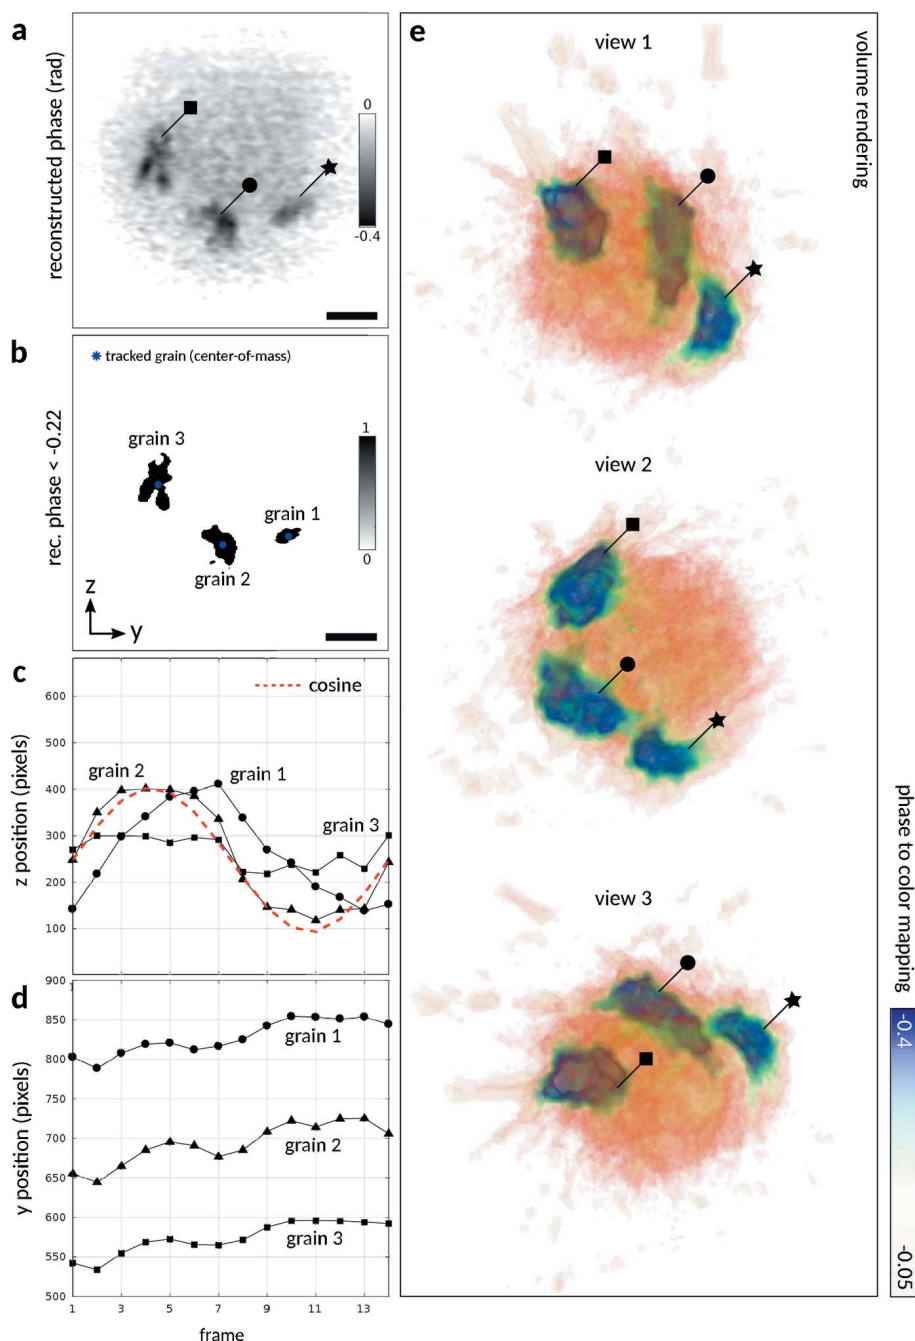 a
reconstructed phase (rad)
0
-0.4
b
tracked grain (center-of-mass)
rec. phase < -0.22
grain 3
grain 1
grain 2
1
0
z
y
c
cosine
z position (pixels)
600
500
400
300
200
100
grain 2
grain 1
grain 3
d
y position (pixels)
900
850
800
750
700
650
600
550
500
grain 1
grain 2
grain 3
1
3
5
7
9
11
13
frame
e
view 1
volume rendering
view 2
view 3
phase to color mapping
-0.4
-0.05